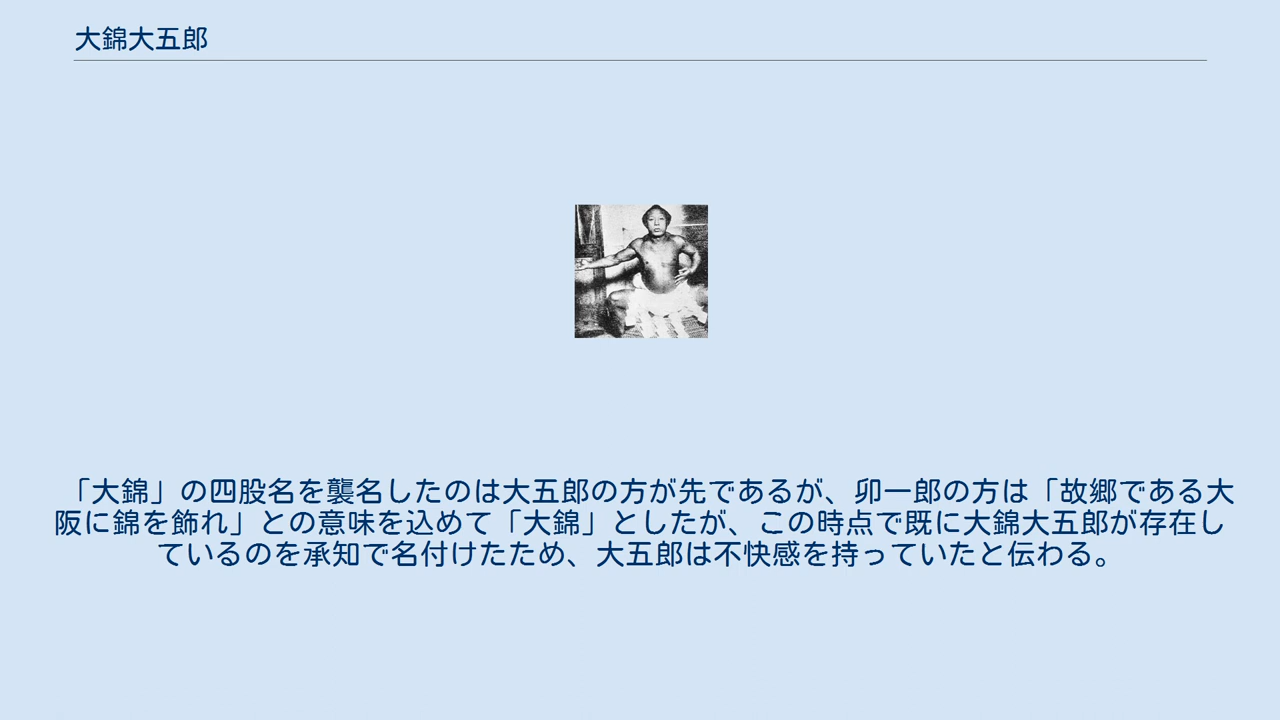 大錦大五郎
「大錦」の四股名を襲名したのは大五郎の方が先であるが、卯一郎の方は「故郷である大
阪に錦を飾れ」との意味を込めて「大錦」としたが、この時点で既に大錦大五郎が存在し
ているのを承知で名付けたため、大五郎は不快感を持っていたと伝わる。